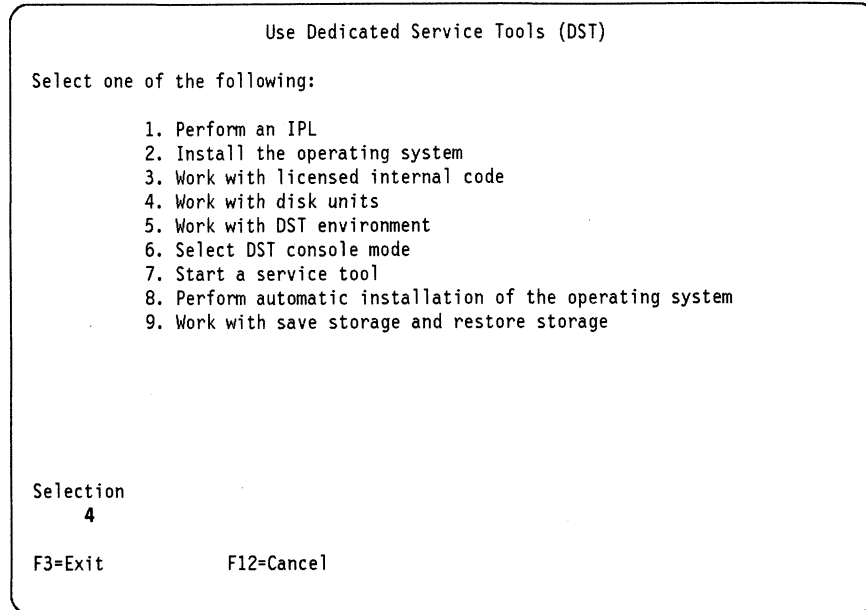 Use Dedicated Service Tools (DST)
Select one of the following:
1. Perform an IPL
2. Install the operating system
3. Work with licensed internal code
4. Work with disk units
5. Work with DST environment
6. Select DST console mode
7. Start a service tool
8. Perform automatic installation of the operating system
9. Work with save storage and restore storage
Selection
4
F3=Exit F12=Cancel